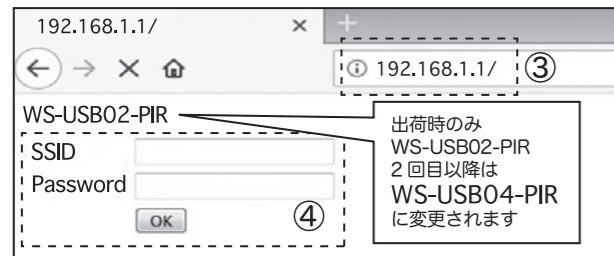 192.168.1.1/
192.168.1.1/ ③
WS-USB02-PIR
SSID
Password
OK ④
出荷時のみ
WS-USB02-PIR
2回目以降は
WS-USB04-PIR
に変更されます